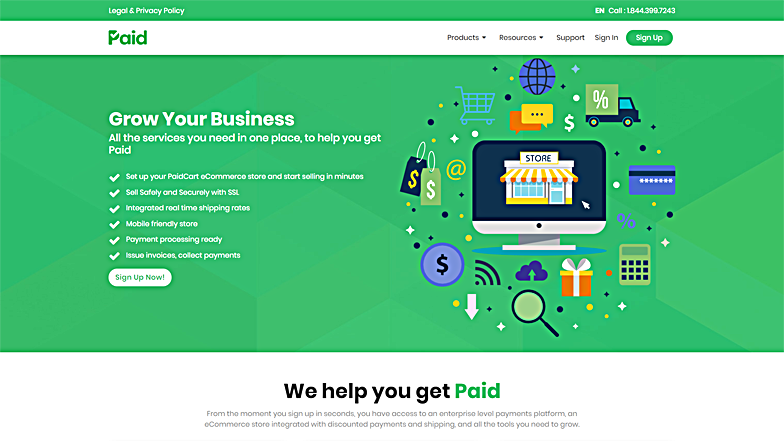 Legal & Privacy Policy
EN Call : 1.844.399.7243
Paid
Products
Resources
Support
Sign In
Sign Up
Grow Your Business
All the services you need in one place, to help you get
Paid
Set up your PaidCart eCommerce store and start selling in minutes
Sell Safely and Securely with SSL
Integrated real time shipping rates
Mobile friendly store
Payment processing ready
Issue invoices, collect payments
Sign Up Now!
%
$
$
$
@
STORE
*******
%
$
We help you get Paid
From the moment you sign up in seconds, you have access to an enterprise level payments platform, an
eCommerce store integrated with discounted payments and shipping, and all the tools you need to grow.